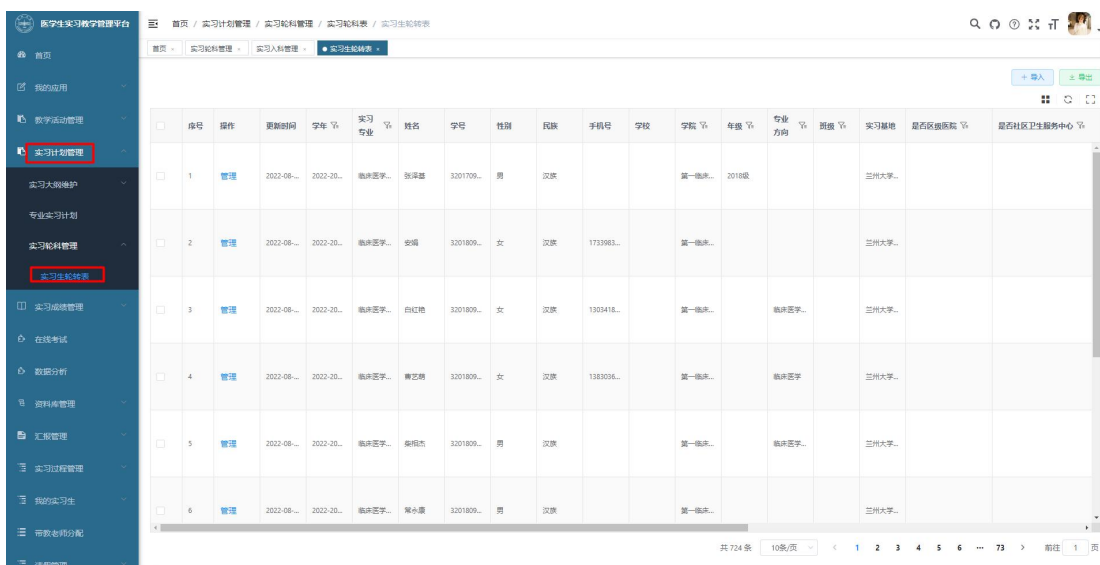 医学生实习教学管理平台
首页 / 实习计划管理 / 实习轮科管理 / 实习轮科表 / 实习生轮转表
首页 × 实习轮科管理 × 实习入科管理 × 实习生轮转表 ×
首页
我的应用
教学活动管理
实习计划管理
实习大纲维护
专业实习计划
实习轮科管理
实习生轮转表
实习成绩管理
在线考试
数据分析
资料库管理
汇报管理
实习过程管理
我的实习生
带教老师分配
+ 导入 导出
序号 操作 更新时间 学年 实习专业 姓名 学号 性别 民族 手机号 学校 学院 年级 专业方向 班级 实习基地 是否区级医院 是否社区卫生服务中心
1 管理 2022-08-... 2022-20... 临床医学... 张泽基 3201709... 男 汉族 第一临床... 2018级 兰州大学...
2 管理 2022-08-... 2022-20... 临床医学... 安娟 3201809... 女 汉族 1733983... 第一临床... 兰州大学...
3 管理 2022-08-... 2022-20... 临床医学... 白红艳 3201809... 女 汉族 1303418... 第一临床... 临床医学... 兰州大学...
4 管理 2022-08-... 2022-20... 临床医学... 曹艺萌 3201809... 女 汉族 1383036... 第一临床... 临床医学 兰州大学...
5 管理 2022-08-... 2022-20... 临床医学... 柴相杰 3201809... 男 汉族 第一临床... 临床医学... 兰州大学...
6 管理 2022-08-... 2022-20... 临床医学... 常永康 3201809... 男 汉族 第一临床... 兰州大学...
共 724 条 10条/页 < 1 2 3 4 5 6 ... 73 > 前往 1 页